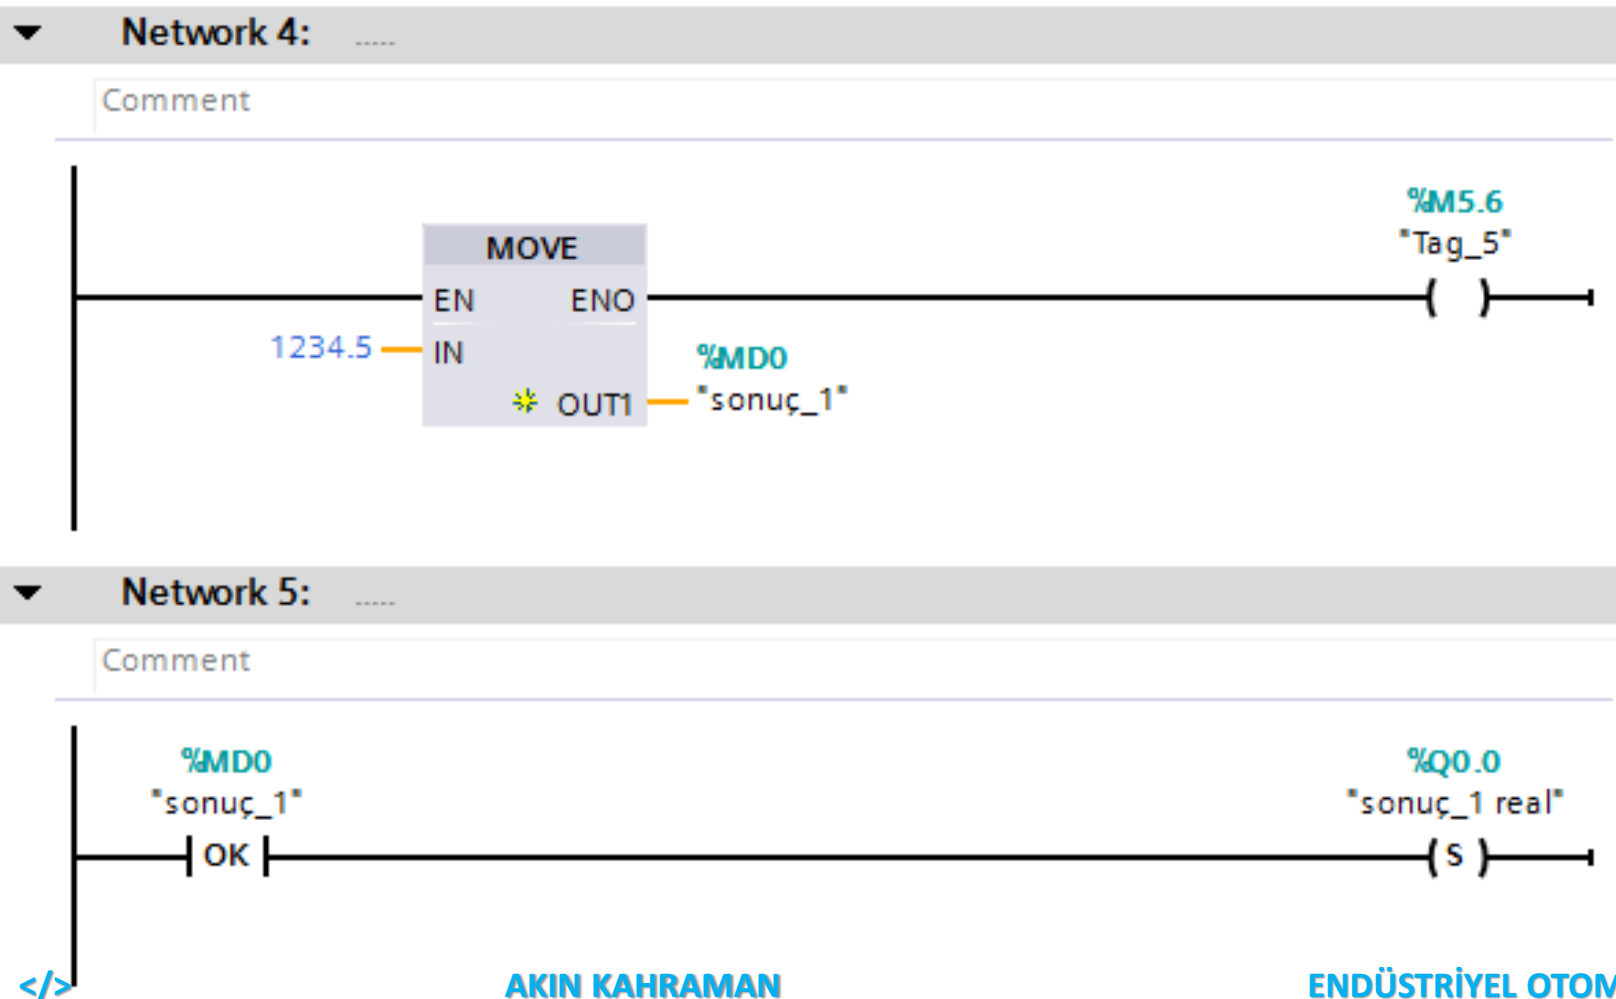 Network 4: .....
Comment
%M5.6
"Tag_5"
MOVE
EN ENO
1234.5 IN
%MD0
OUT1 "sonuç_1"
Network 5: .....
Comment
%MD0
"sonuç_1"
OK
%Q0.0
"sonuç_1 real"
S
</> AKIN KAHRAMAN ENDÜSTRİYEL OTOM